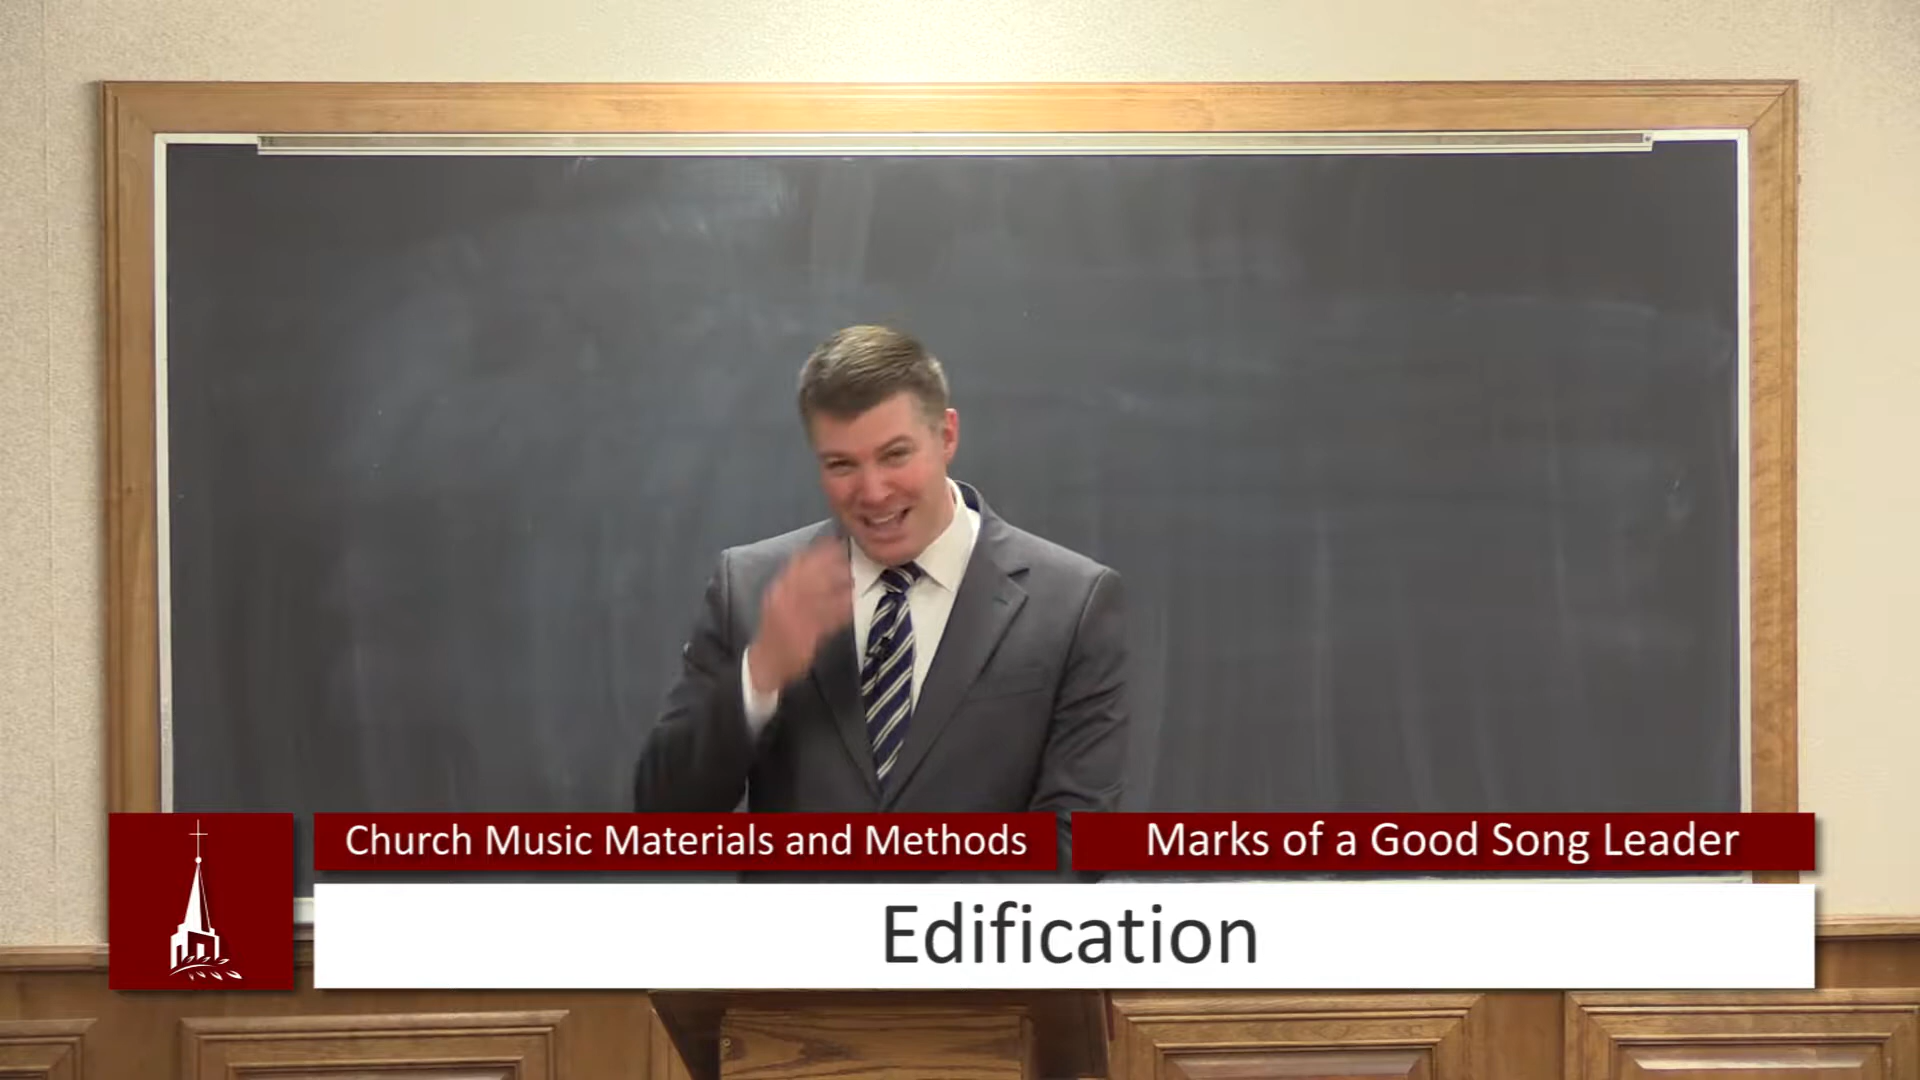 Church Music Materials and Methods
Marks of a Good Song Leader
Edification